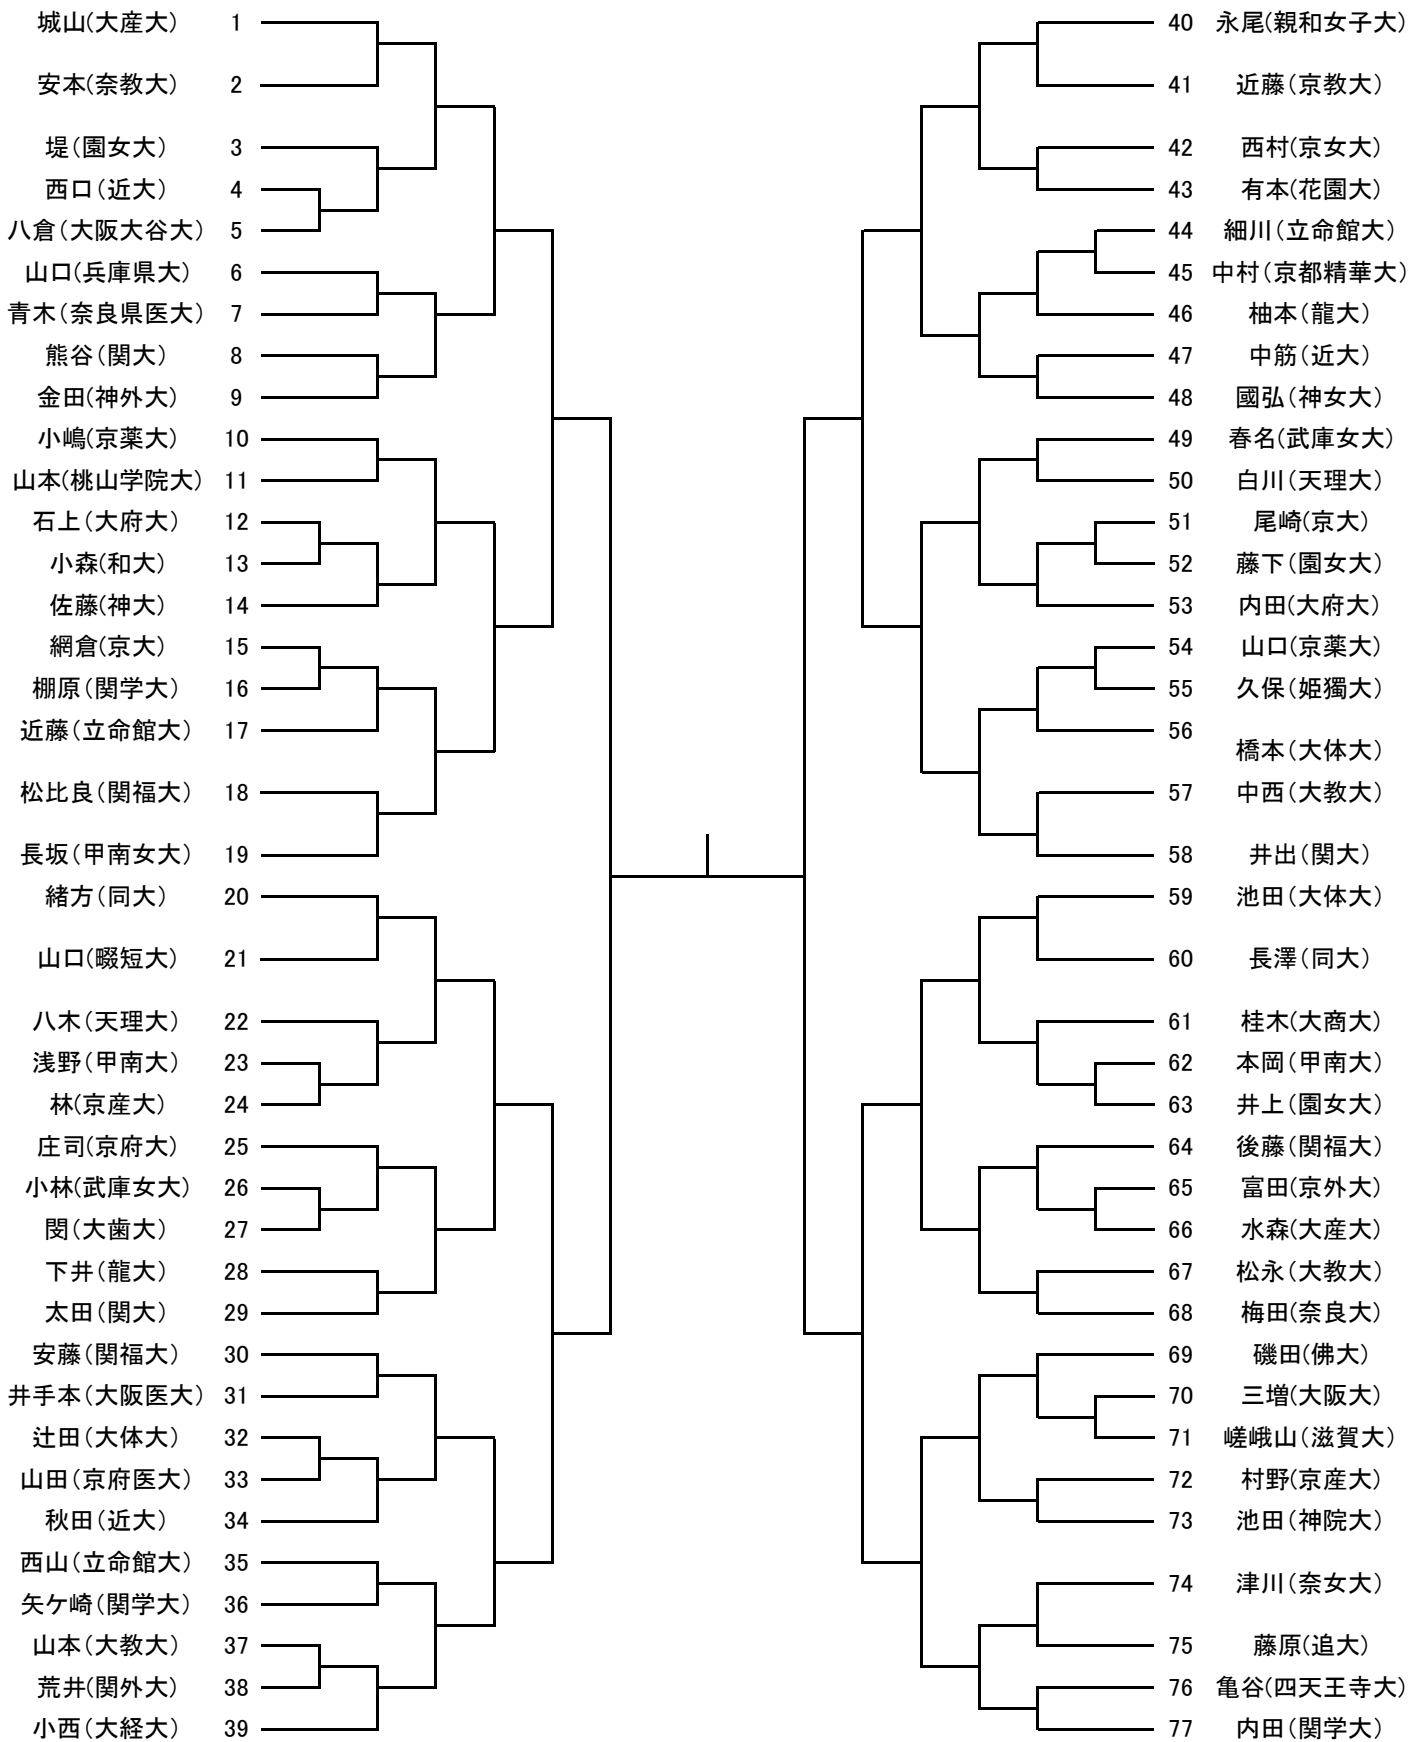 城山(大産大) 1
安本(奈教大) 2
堤(園女大) 3
西口(近大) 4
八倉(大阪大谷大) 5
山口(兵庫県大) 6
青木(奈良県医大) 7
熊谷(関大) 8
金田(神外大) 9
小嶋(京薬大) 10
山本(桃山学院大) 11
石上(大府大) 12
小森(和大) 13
佐藤(神大) 14
網倉(京大) 15
棚原(関学大) 16
近藤(立命館大) 17
松比良(関福大) 18
長坂(甲南女大) 19
緒方(同大) 20
山口(畷短大) 21
八木(天理大) 22
浅野(甲南大) 23
林(京産大) 24
庄司(京府大) 25
小林(武庫女大) 26
閔(大歯大) 27
下井(龍大) 28
太田(関大) 29
安藤(関福大) 30
井手本(大阪医大) 31
辻田(大体大) 32
山田(京府医大) 33
秋田(近大) 34
西山(立命館大) 35
矢ケ崎(関学大) 36
山本(大教大) 37
荒井(関外大) 38
小西(大経大) 39
40 永尾(親和女子大)
41 近藤(京教大)
42 西村(京女大)
43 有本(花園大)
44 細川(立命館大)
45 中村(京都精華大)
46 柚本(龍大)
47 中筋(近大)
48 國弘(神女大)
49 春名(武庫女大)
50 白川(天理大)
51 尾崎(京大)
52 藤下(園女大)
53 内田(大府大)
54 山口(京薬大)
55 久保(姫獨大)
56
橋本(大体大)
57 中西(大教大)
58 井出(関大)
59 池田(大体大)
60 長澤(同大)
61 桂木(大商大)
62 本岡(甲南大)
63 井上(園女大)
64 後藤(関福大)
65 富田(京外大)
66 水森(大産大)
67 松永(大教大)
68 梅田(奈良大)
69 磯田(佛大)
70 三増(大阪大)
71 嵯峨山(滋賀大)
72 村野(京産大)
73 池田(神院大)
74 津川(奈女大)
75 藤原(追大)
76 亀谷(四天王寺大)
77 内田(関学大)